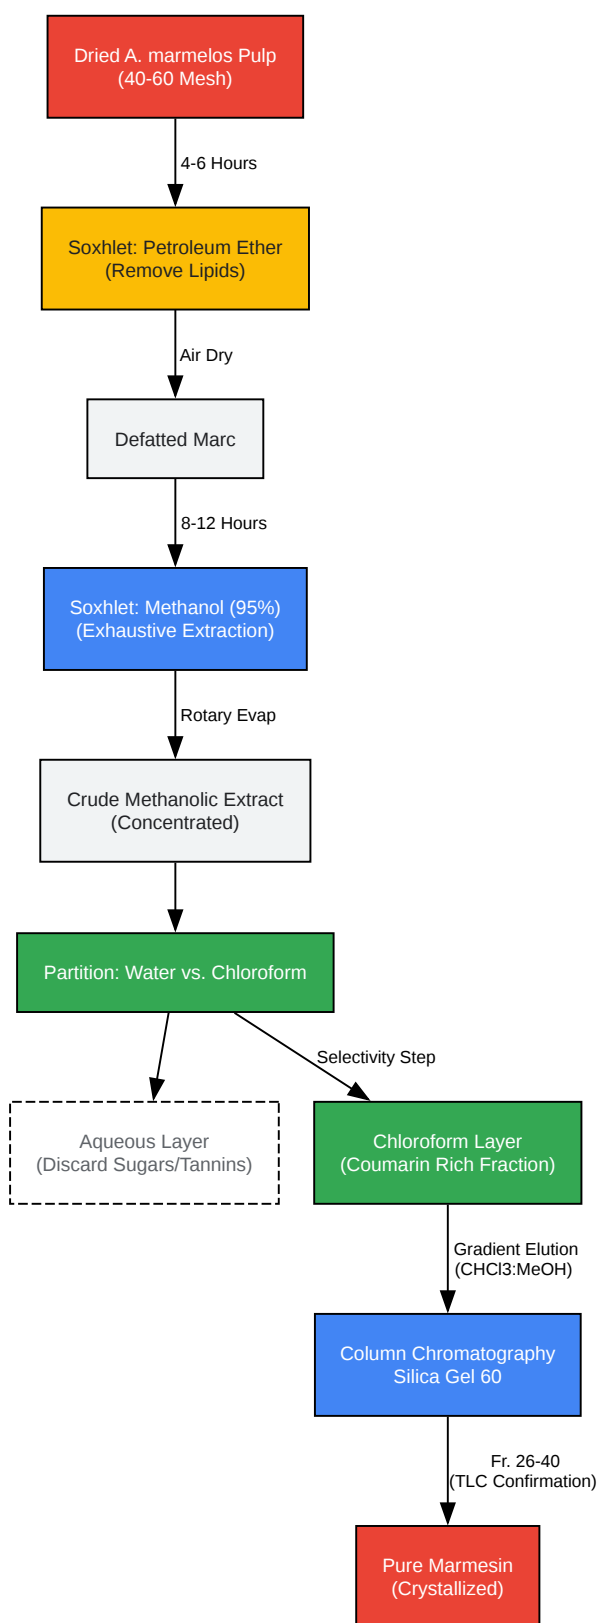 Dried A. marmelos Pulp
(40-60 Mesh)
4-6 Hours
Soxhlet: Petroleum Ether
(Remove Lipids)
Air Dry
Defatted Marc
8-12 Hours
Soxhlet: Methanol (95%)
(Exhaustive Extraction)
Rotary Evap
Crude Methanolic Extract
(Concentrated)
Partition: Water vs. Chloroform
Selectivity Step
Aqueous Layer
(Discard Sugars/Tannins)
Chloroform Layer
(Coumarin Rich Fraction)
Gradient Elution
(CHCl3:MeOH)
Column Chromatography
Silica Gel 60
Fr. 26-40
(TLC Confirmation)
Pure Marmesin
(Crystallized)